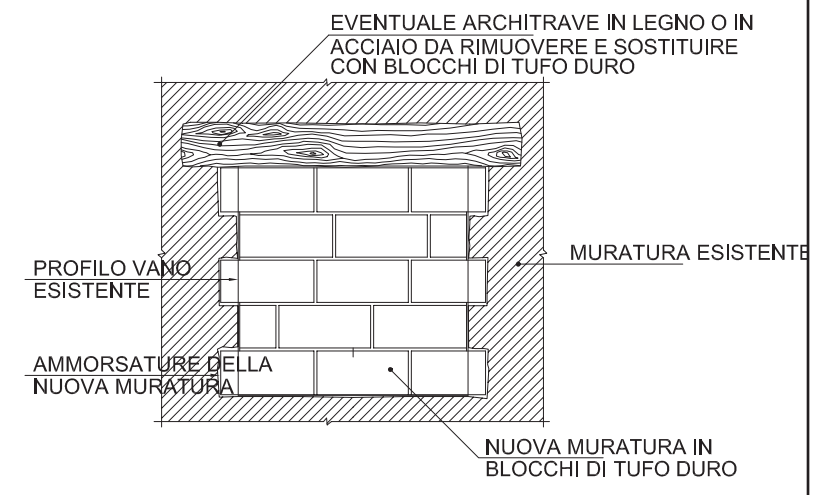 EVENTUALE ARCHITRAVE IN LEGNO O IN
ACCIAIO DA RIMUOVERE E SOSTITUIRE
CON BLOCCHI DI TUFO DURO
MURATURA ESISTENTE
PROFILO VANO
ESISTENTE
AMMORSATURE DELLA
NUOVA MURATURA
NUOVA MURATURA IN
BLOCCHI DI TUFO DURO